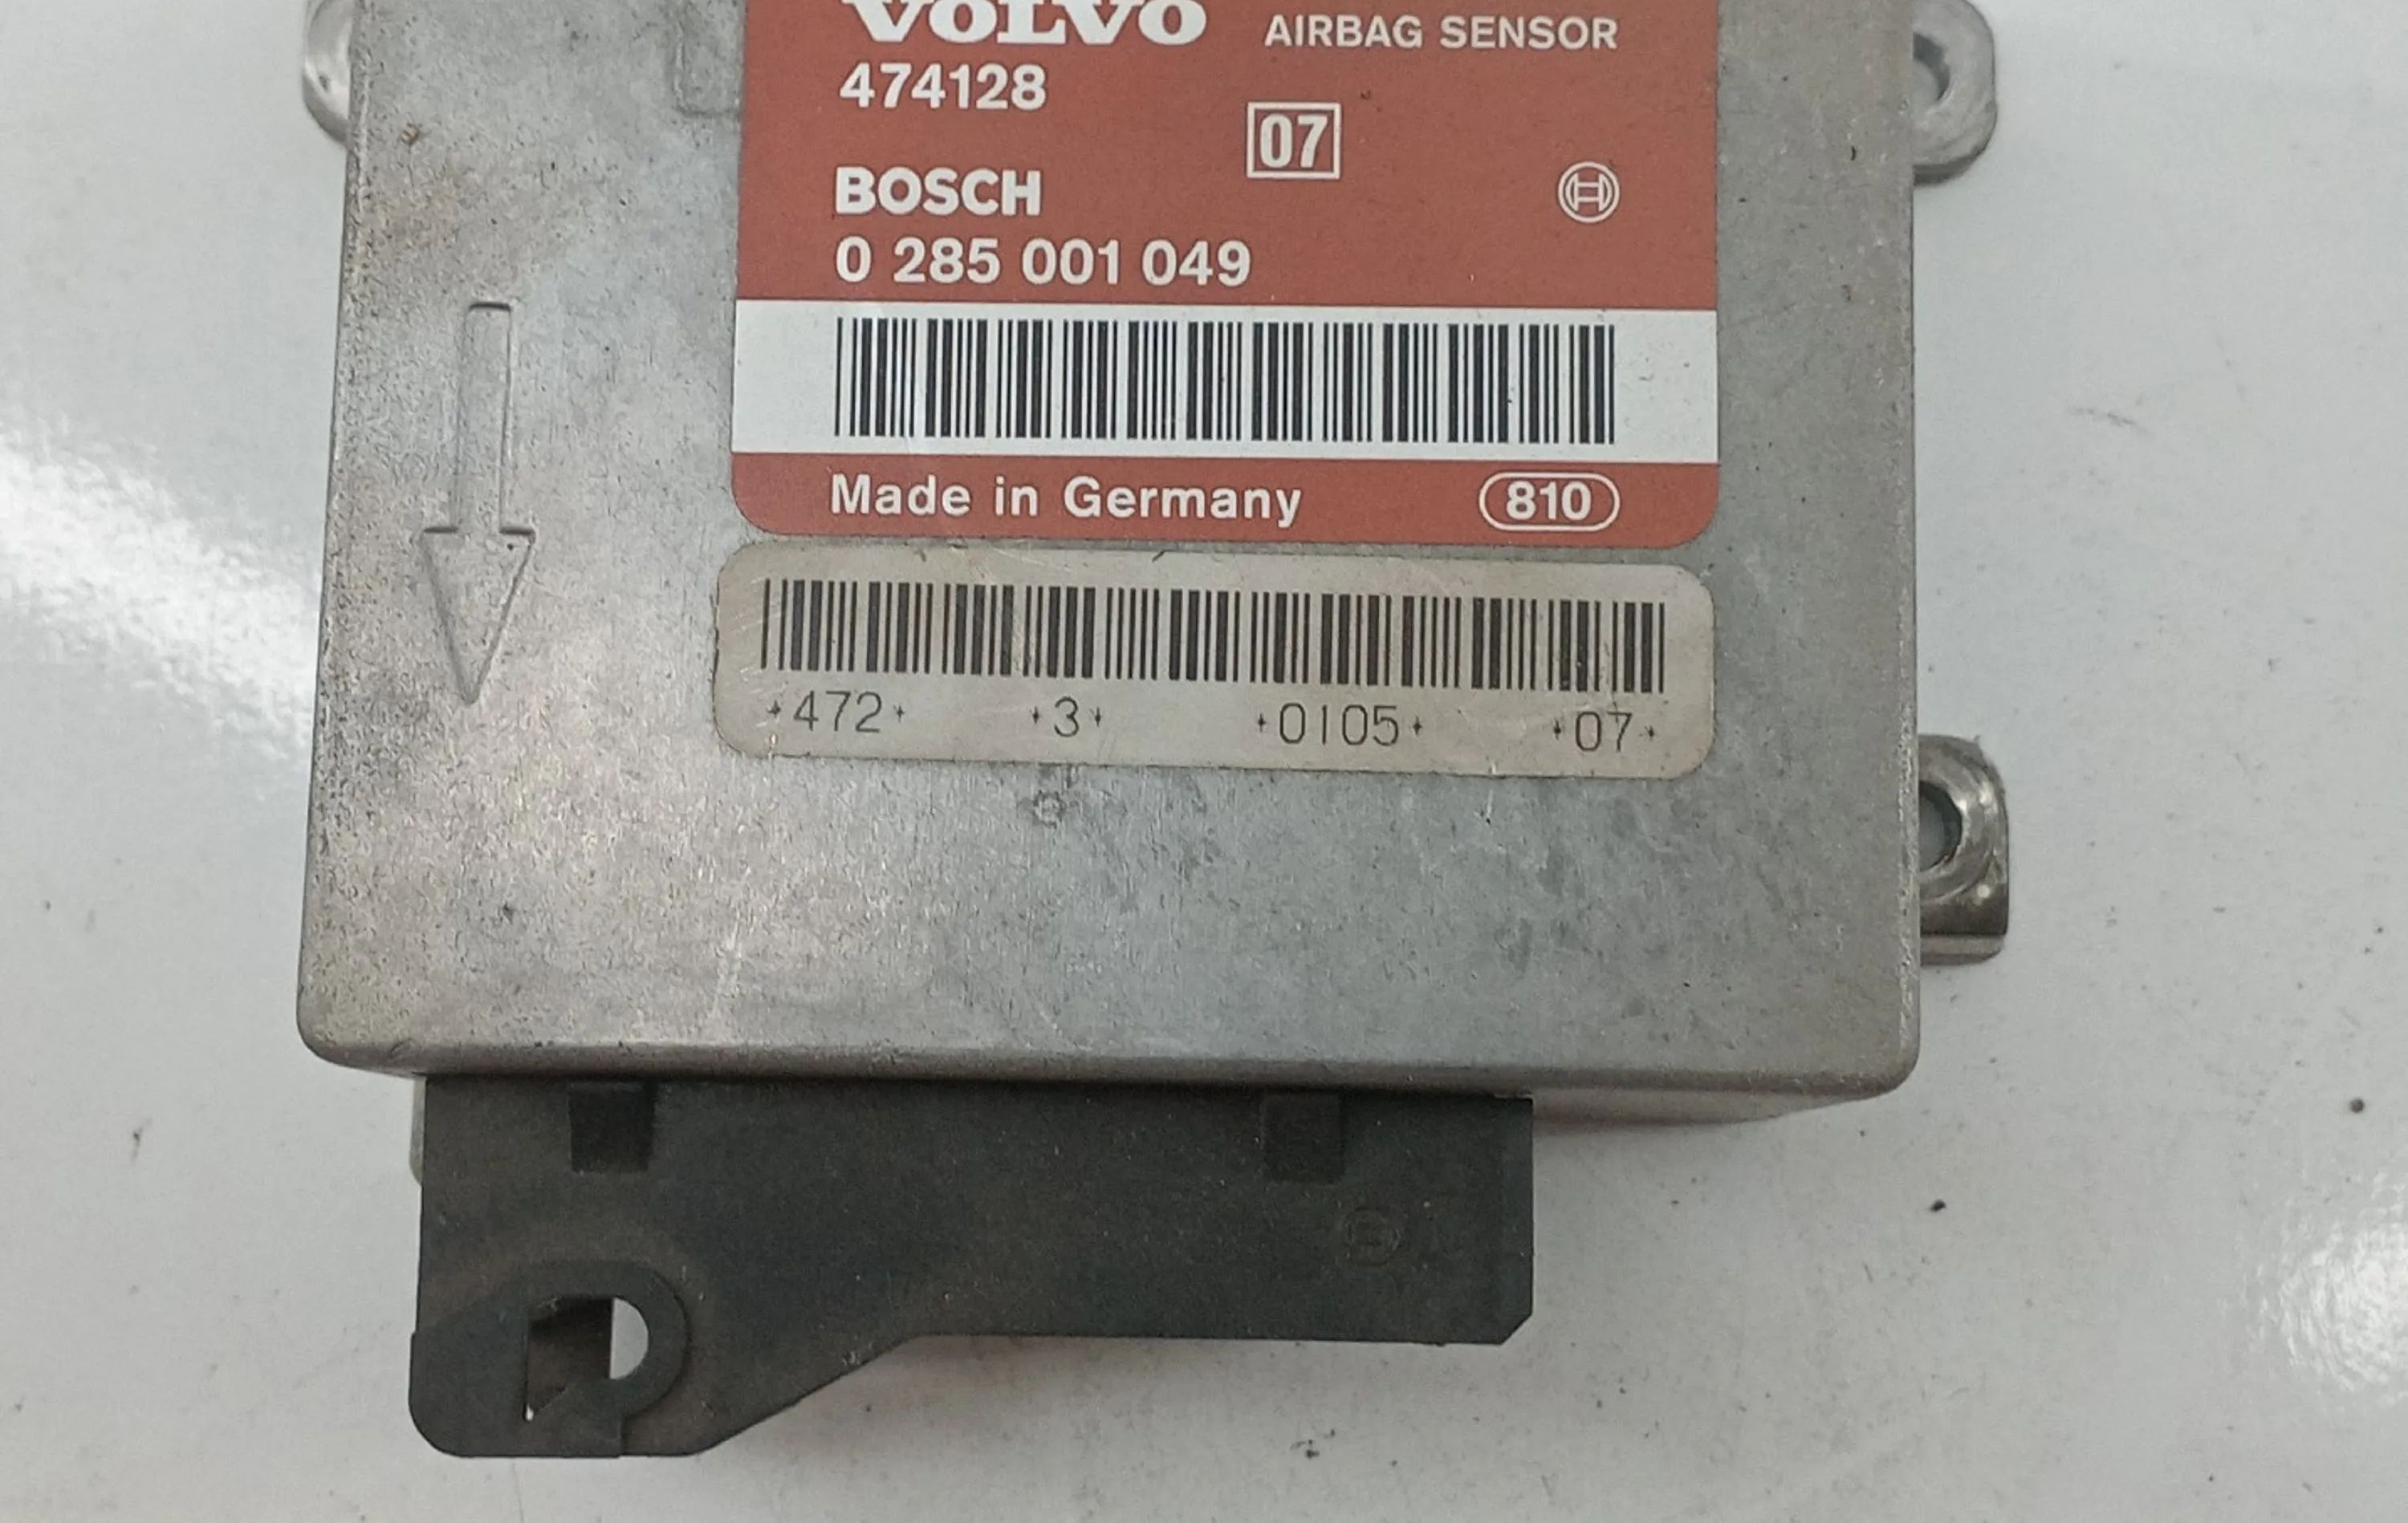 VOLVO AIRBAG SENSOR
474128
07
BOSCH
0 285 001 049
Made in Germany 810
*472* *3* *0105* *07*